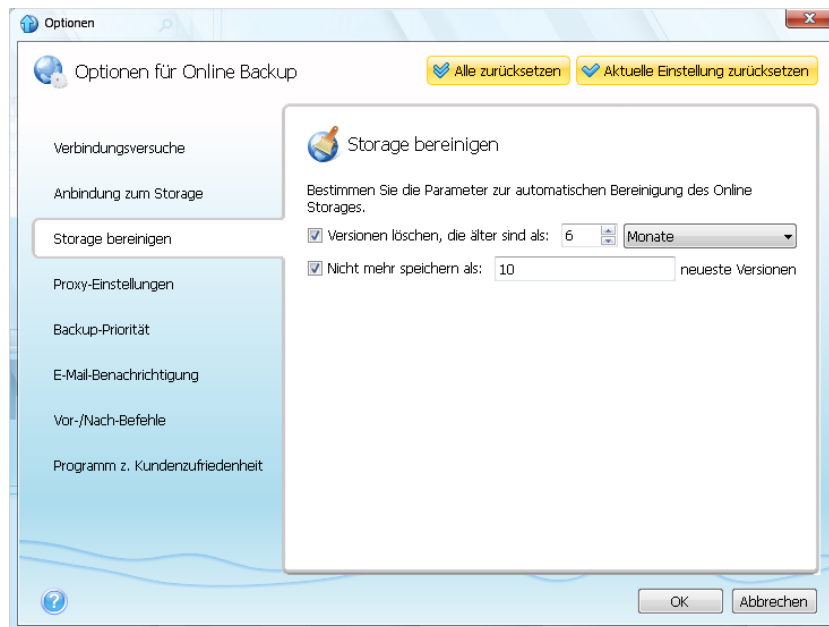 Optionen
Optionen für Online Backup
Alle zurücksetzen
Aktuelle Einstellung zurücksetzen
Verbindungsversuche
Anbindung zum Storage
Storage bereinigen
Proxy-Einstellungen
Backup-Priorität
E-Mail-Benachrichtigung
Vor-/Nach-Befehle
Programm z. Kundenzufriedenheit
Storage bereinigen
Bestimmen Sie die Parameter zur automatischen Bereinigung des Online
Storages.
Versionen löschen, die älter sind als: 6 Monate
Nicht mehr speichern als: 10 neueste Versionen
OK
Abbrechen